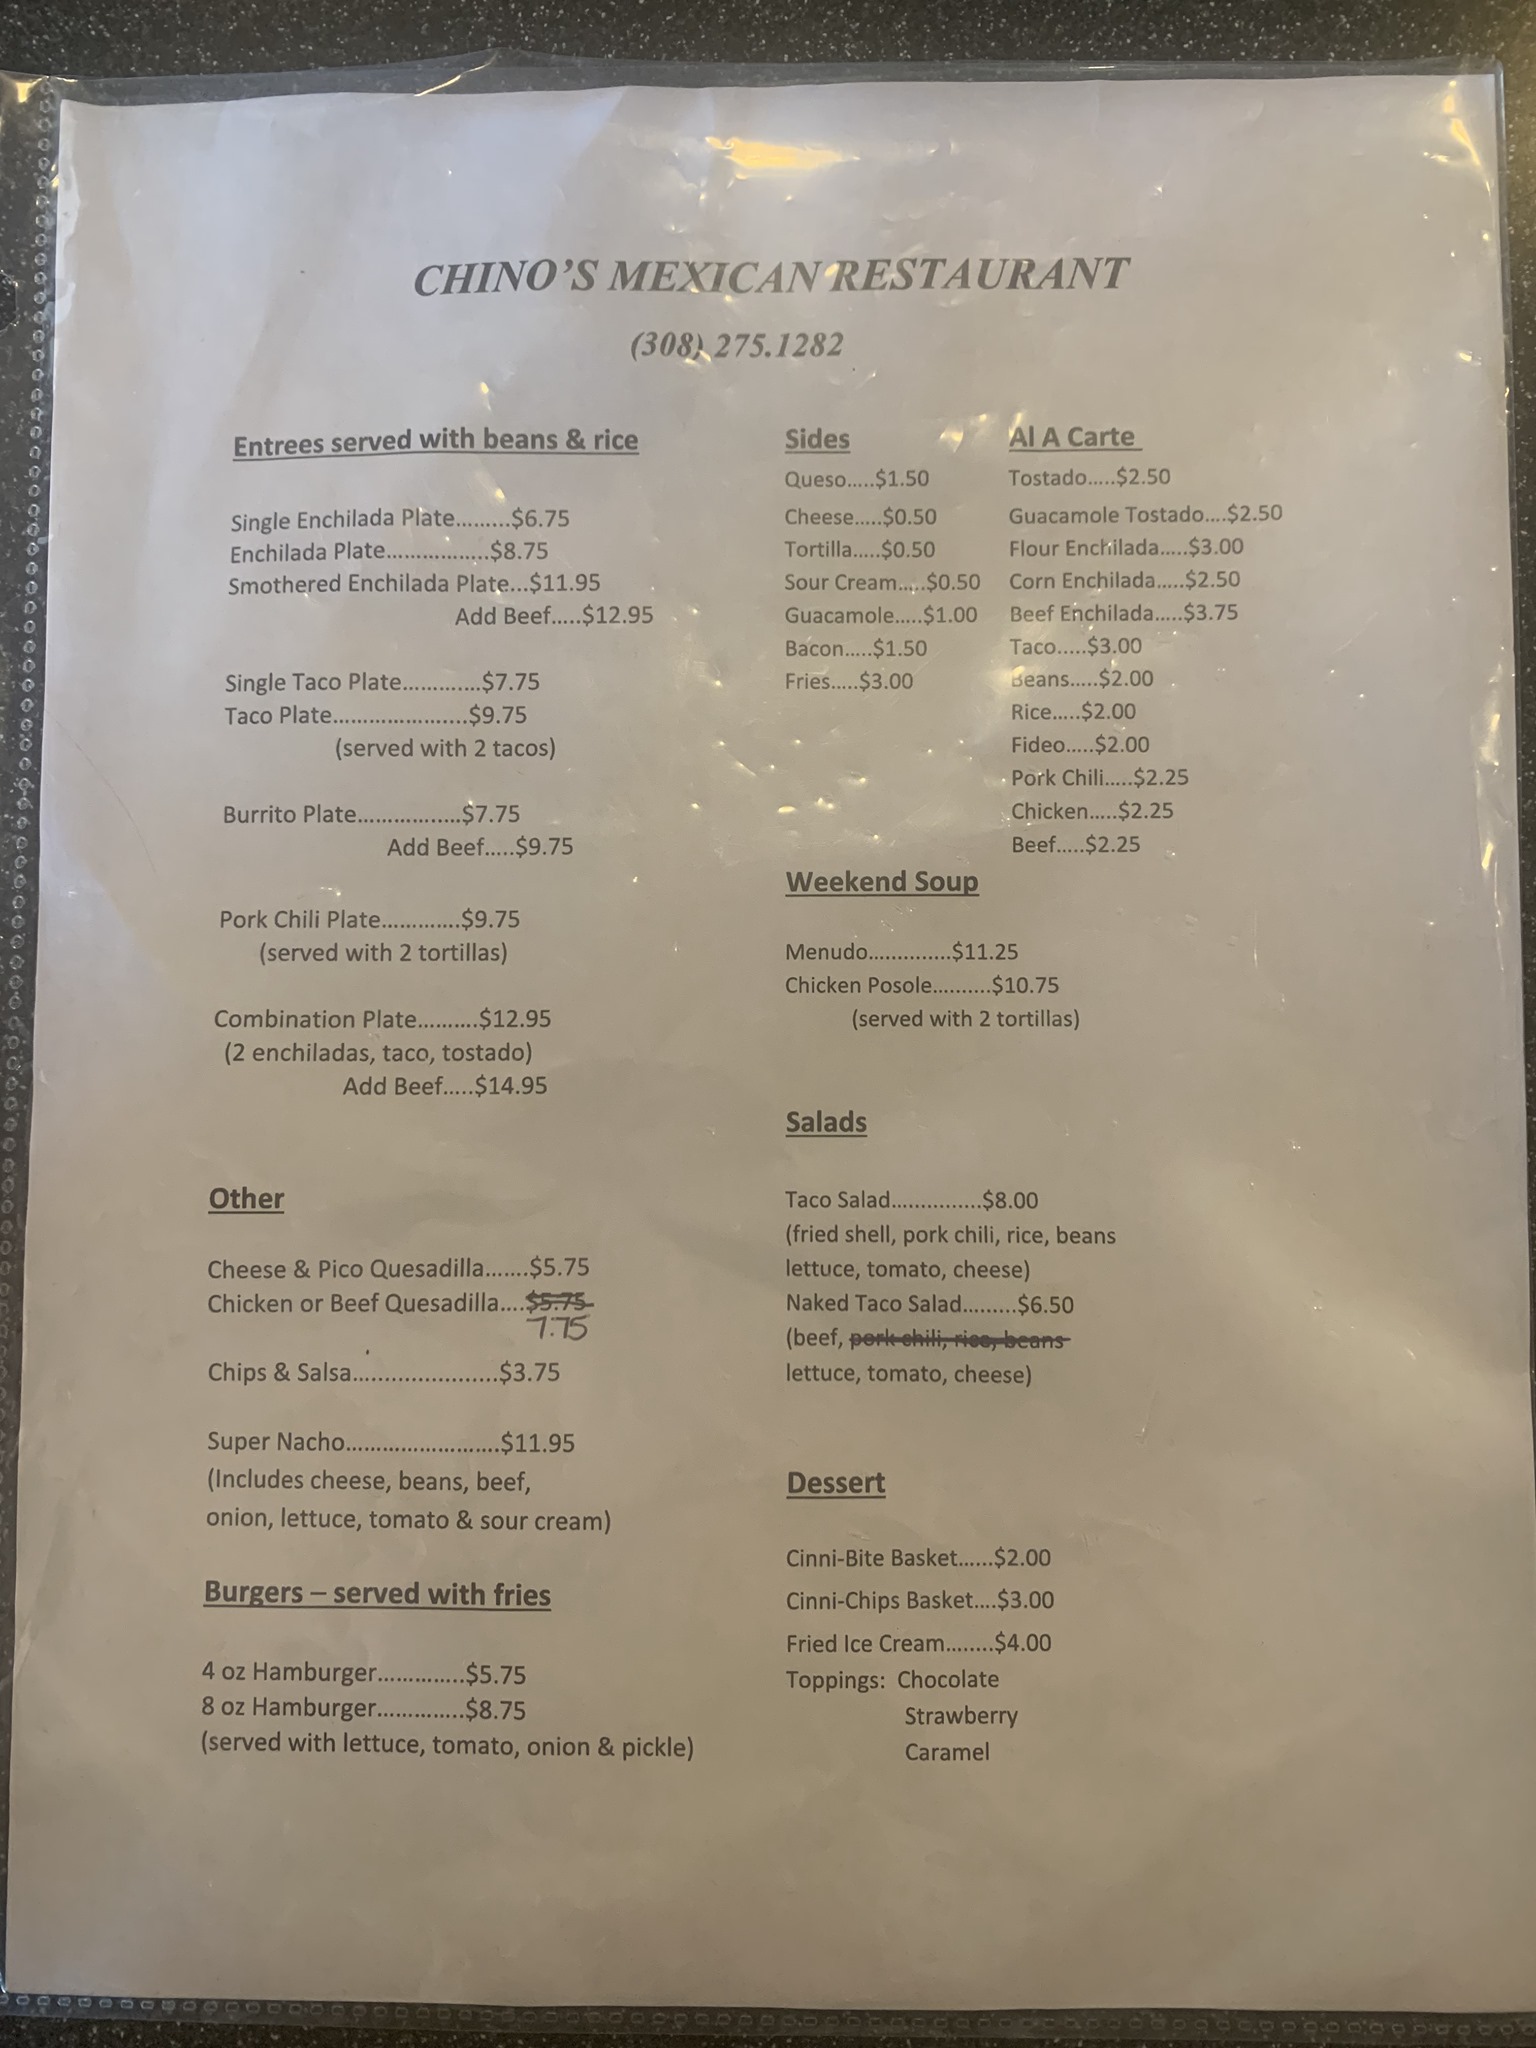 CHINO'S MEXICAN RESTAURANT
(308) 275.1282
Entrees served with beans & rice
Single Enchilada Plate.........$6.75
Enchilada Plate.................$8.75
Smothered Enchilada Plate...$11.95
Add Beef.....$12.95
Single Taco Plate.............$7.75
Taco Plate......................$9.75
(served with 2 tacos)
Burrito Plate.................$7.75
Add Beef.....$9.75
Pork Chili Plate.............$9.75
(served with 2 tortillas)
Combination Plate..........$12.95
(2 enchiladas, taco, tostado)
Add Beef.....$14.95
Other
Cheese & Pico Quesadilla.......$5.75
Chicken or Beef Quesadilla....$5.75
7.75
Chips & Salsa.......................$3.75
Super Nacho.........................$11.95
(Includes cheese, beans, beef,
onion, lettuce, tomato & sour cream)
Burgers – served with fries
4 oz Hamburger..............$5.75
8 oz Hamburger..............$8.75
(served with lettuce, tomato, onion & pickle)
Sides
Queso.....$1.50
Cheese.....$0.50
Tortilla.....$0.50
Sour Cream.....$0.50
Guacamole.....$1.00
Bacon.....$1.50
Fries.....$3.00
Al A Carte
Tostado.....$2.50
Guacamole Tostado....$2.50
Flour Enchilada.....$3.00
Corn Enchilada.....$2.50
Beef Enchilada.....$3.75
Taco.....$3.00
Beans.....$2.00
Rice.....$2.00
Fideo.....$2.00
Pork Chili.....$2.25
Chicken.....$2.25
Beef.....$2.25
Weekend Soup
Menudo..............$11.25
Chicken Posole..........$10.75
(served with 2 tortillas)
Salads
Taco Salad...............$8.00
(fried shell, pork chili, rice, beans
lettuce, tomato, cheese)
Naked Taco Salad.........$6.50
(beef, pork chili, rice, beans
lettuce, tomato, cheese)
Dessert
Cinni-Bite Basket......$2.00
Cinni-Chips Basket....$3.00
Fried Ice Cream........$4.00
Toppings: Chocolate
Strawberry
Caramel